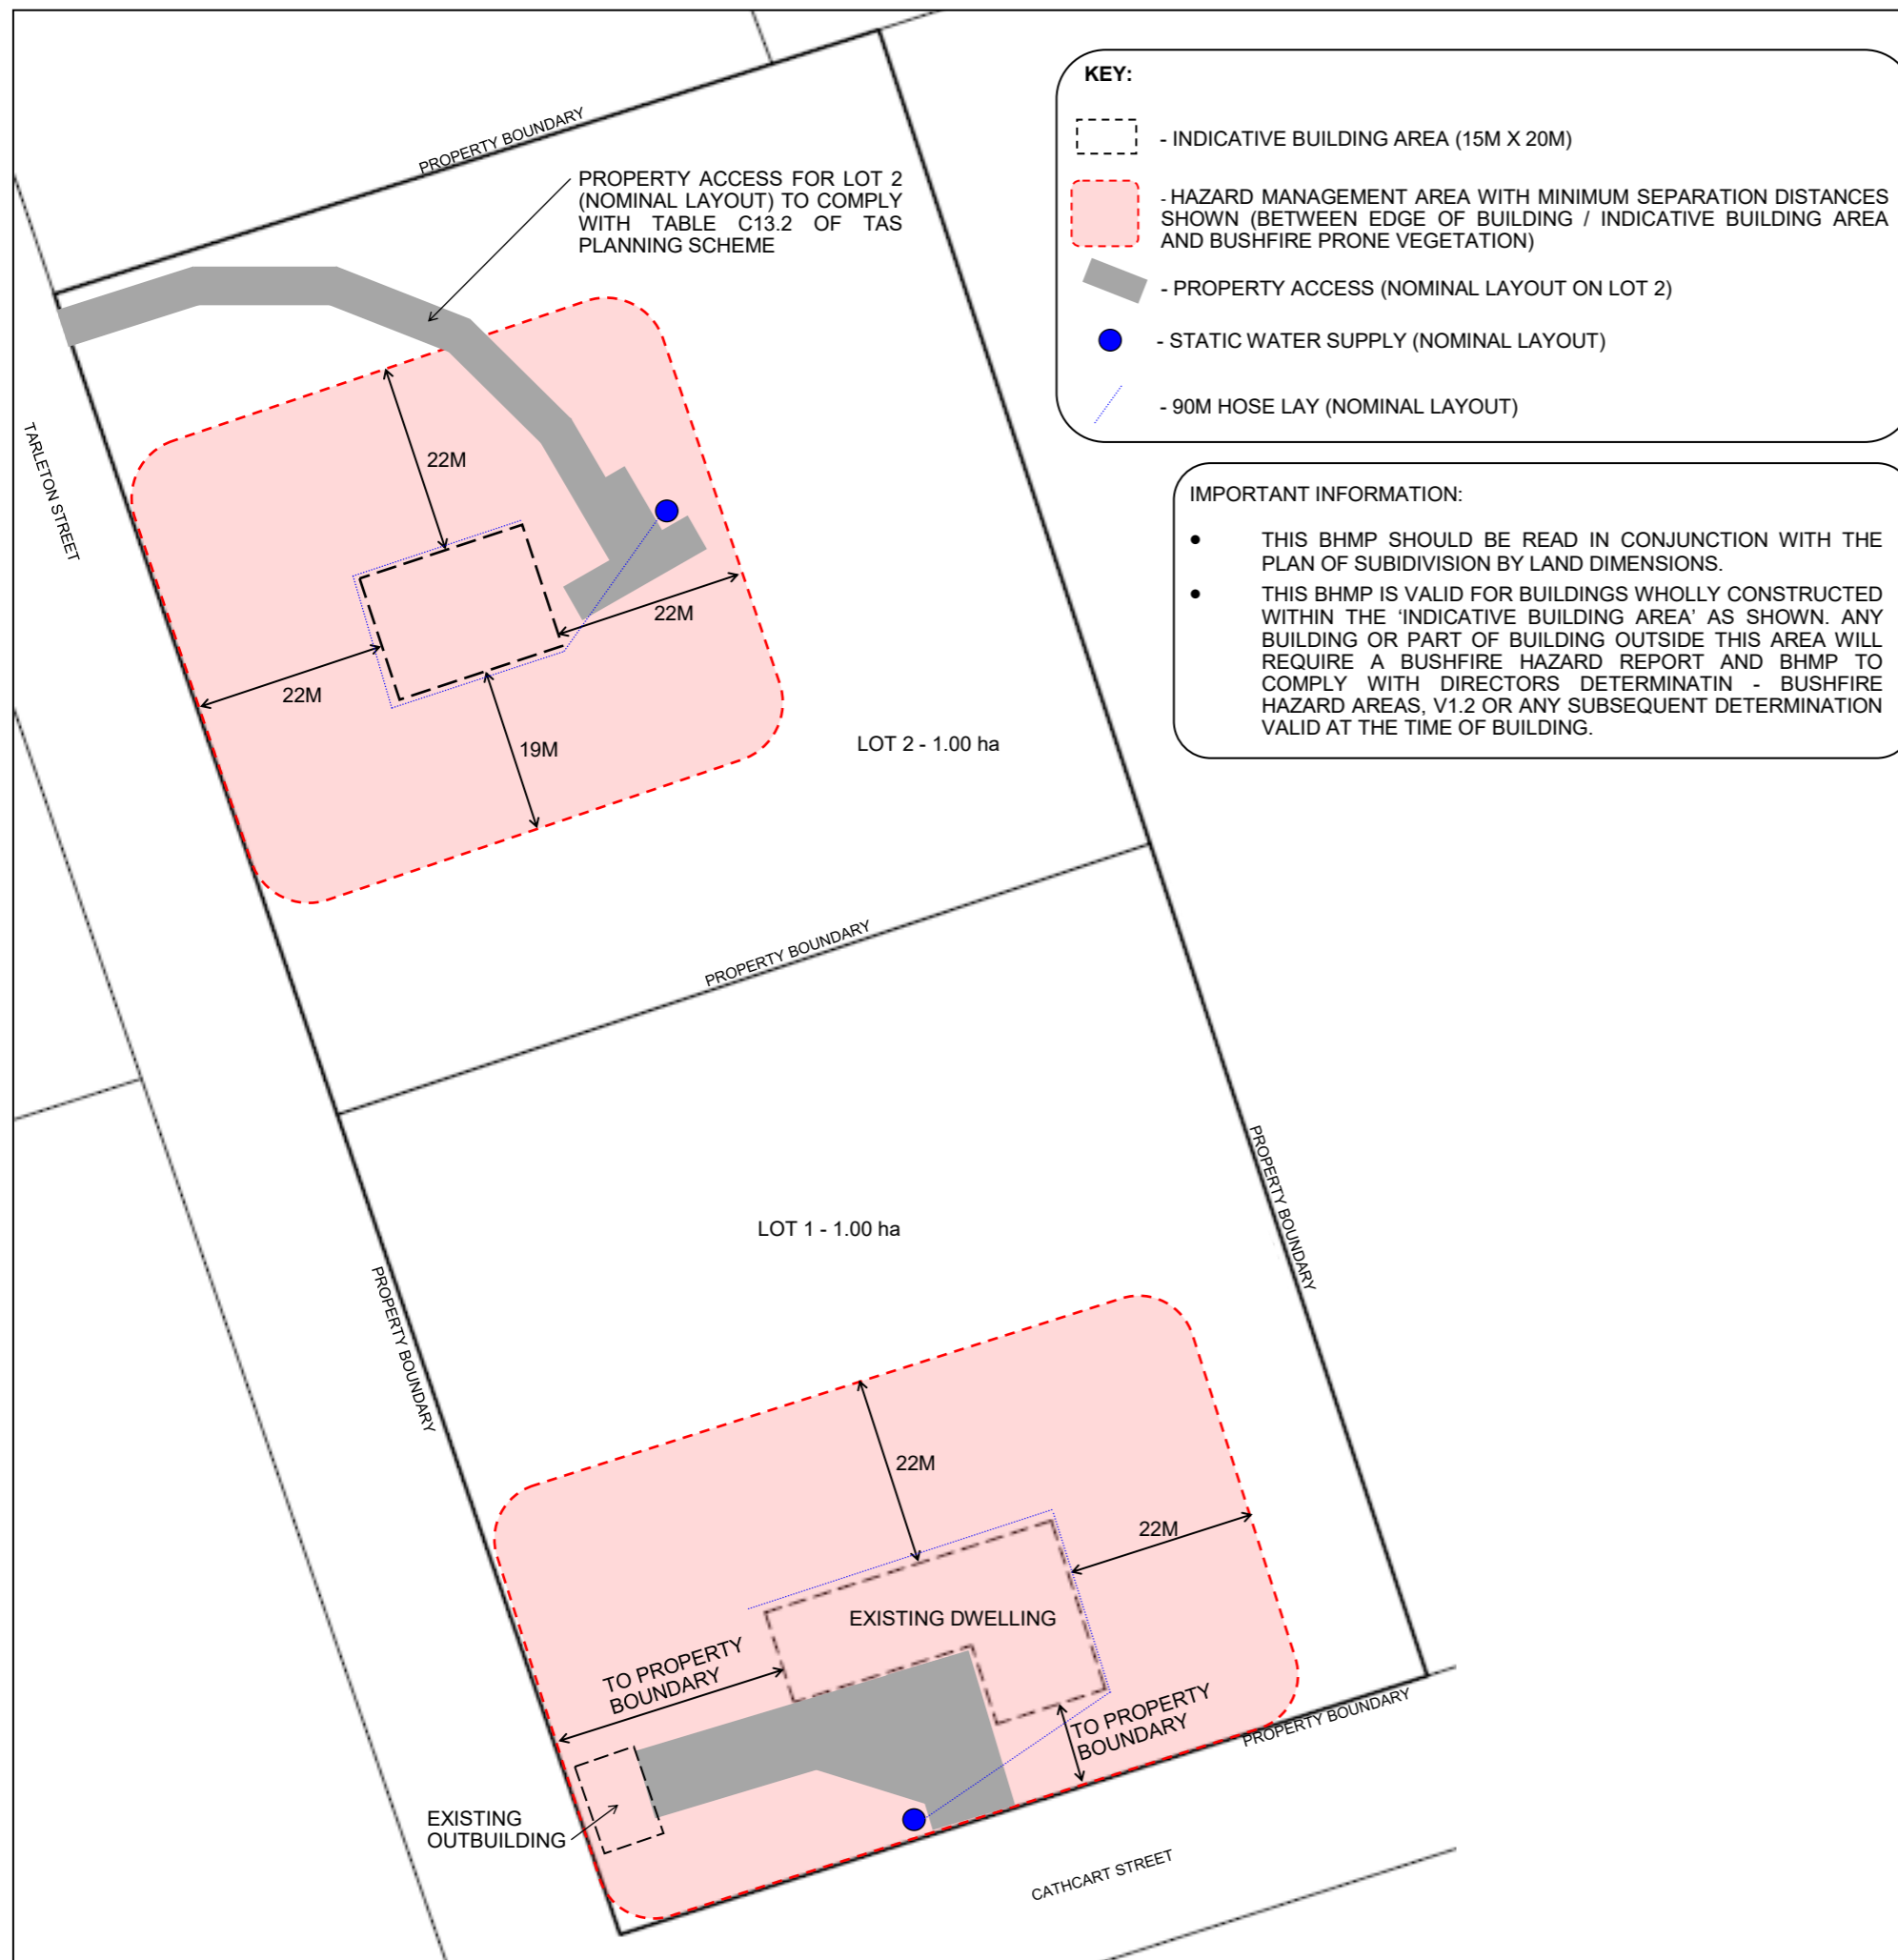 PROPERTY BOUNDARY
PROPERTY ACCESS FOR LOT 2
(NOMINAL LAYOUT) TO COMPLY
WITH TABLE C13.2 OF TAS
PLANNING SCHEME
KEY:
- INDICATIVE BUILDING AREA (15M X 20M)
- HAZARD MANAGEMENT AREA WITH MINIMUM SEPARATION DISTANCES
SHOWN (BETWEEN EDGE OF BUILDING / INDICATIVE BUILDING AREA
AND BUSHFIRE PRONE VEGETATION)
- PROPERTY ACCESS (NOMINAL LAYOUT ON LOT 2)
- STATIC WATER SUPPLY (NOMINAL LAYOUT)
- 90M HOSE LAY (NOMINAL LAYOUT)
IMPORTANT INFORMATION:
• THIS BHMP SHOULD BE READ IN CONJUNCTION WITH THE
PLAN OF SUBIDIVISION BY LAND DIMENSIONS.
• THIS BHMP IS VALID FOR BUILDINGS WHOLLY CONSTRUCTED
WITHIN THE ‘INDICATIVE BUILDING AREA’ AS SHOWN. ANY
BUILDING OR PART OF BUILDING OUTSIDE THIS AREA WILL
REQUIRE A BUSHFIRE HAZARD REPORT AND BHMP TO
COMPLY WITH DIRECTORS DETERMINATIN - BUSHFIRE
HAZARD AREAS, V1.2 OR ANY SUBSEQUENT DETERMINATION
VALID AT THE TIME OF BUILDING.
TARLETON STREET
22M
22M
22M
19M
LOT 2 - 1.00 ha
PROPERTY BOUNDARY
PROPERTY BOUNDARY
LOT 1 - 1.00 ha
PROPERTY BOUNDARY
22M
22M
EXISTING DWELLING
TO PROPERTY
BOUNDARY
TO PROPERTY
BOUNDARY
PROPERTY BOUNDARY
EXISTING
OUTBUILDING
CATHCART STREET